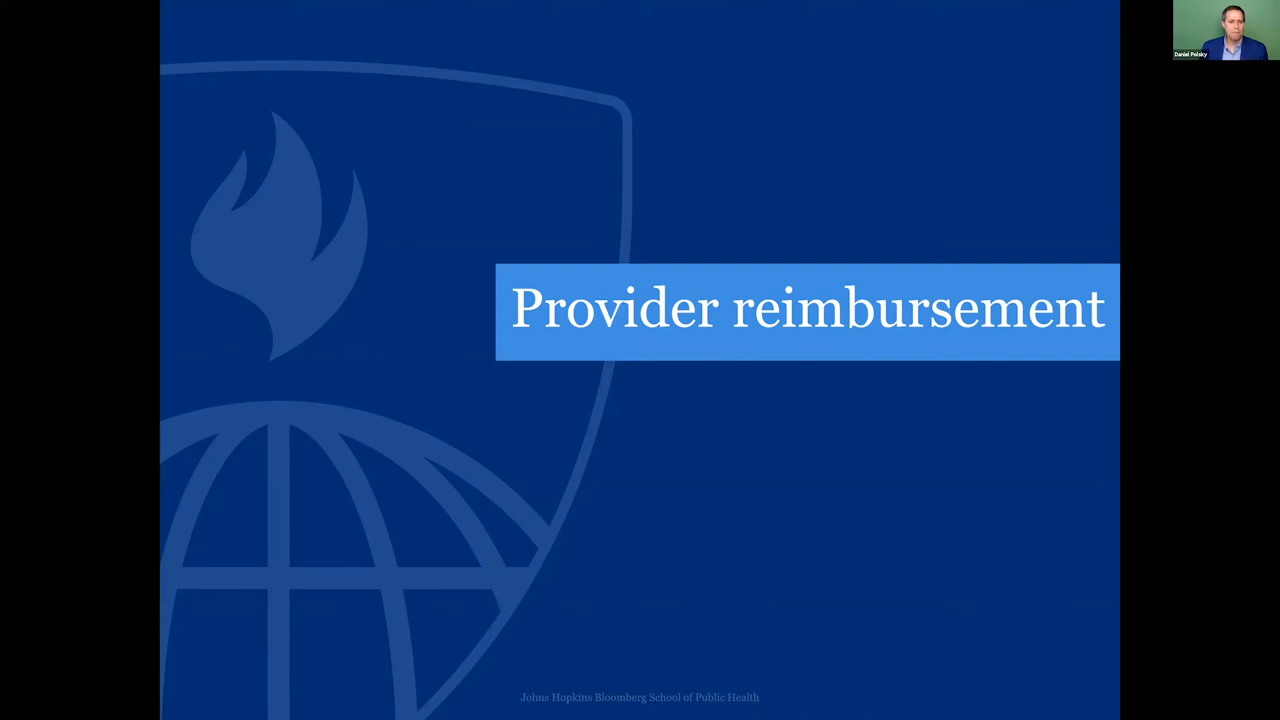 Daniel Polsky
Provider reimbursement
Johns Hopkins Bloomberg School of Public Health